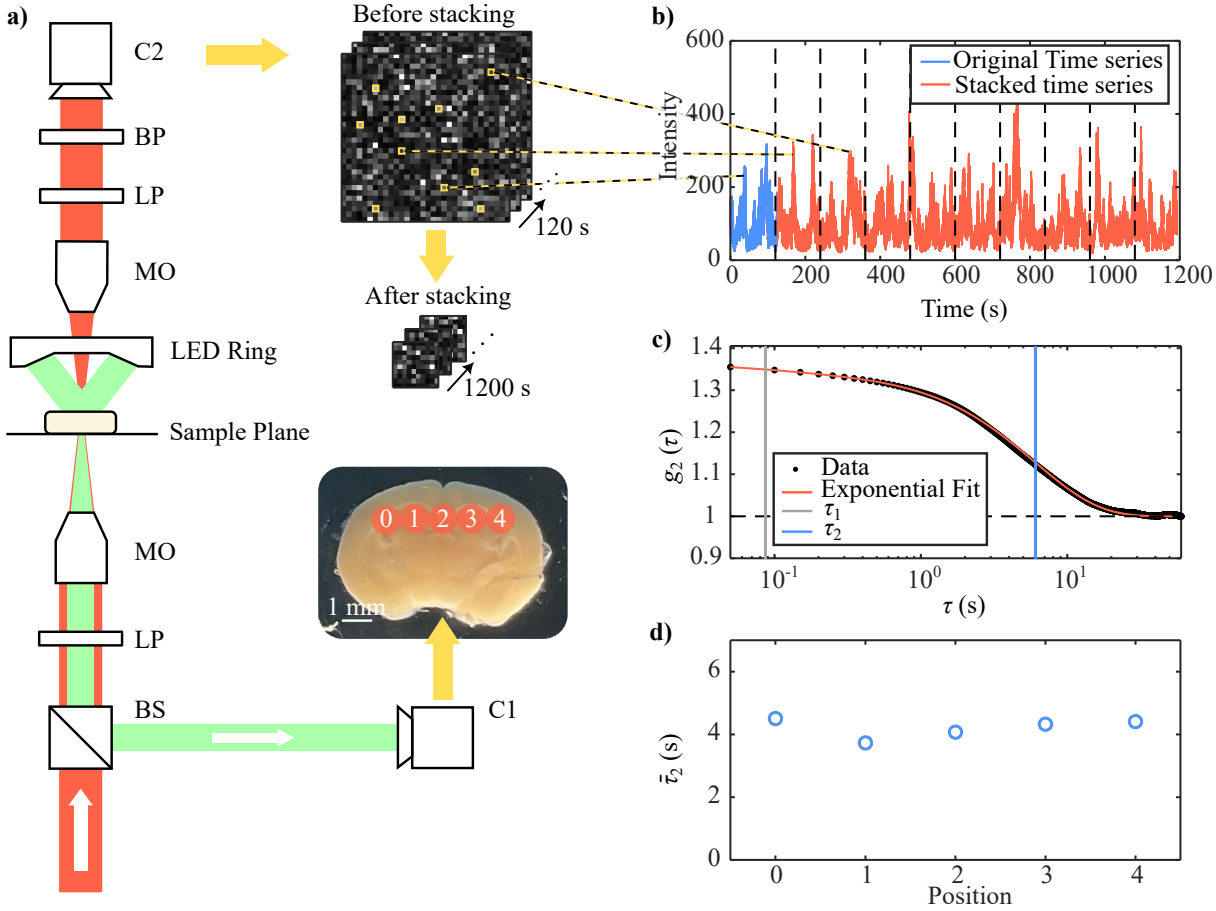 a)
C2
BP
LP
MO
LED Ring
Sample Plane
MO
LP
BS
C1
Before stacking
120 s
After stacking
1200 s
0 1 2 3 4
1 mm
b)
600
400
200
0
Intensity
Original Time series
Stacked time series
0 200 400 600 800 1000 1200
Time (s)
c)
1.4
1.3
1.2
1.1
1
0.9
g₂ (τ)
Data
Exponential Fit
τ₁
τ₂
10⁻¹ 10⁰ 10¹
τ (s)
d)
6
4
2
0
τ̄₂ (s)
0 1 2 3 4
Position